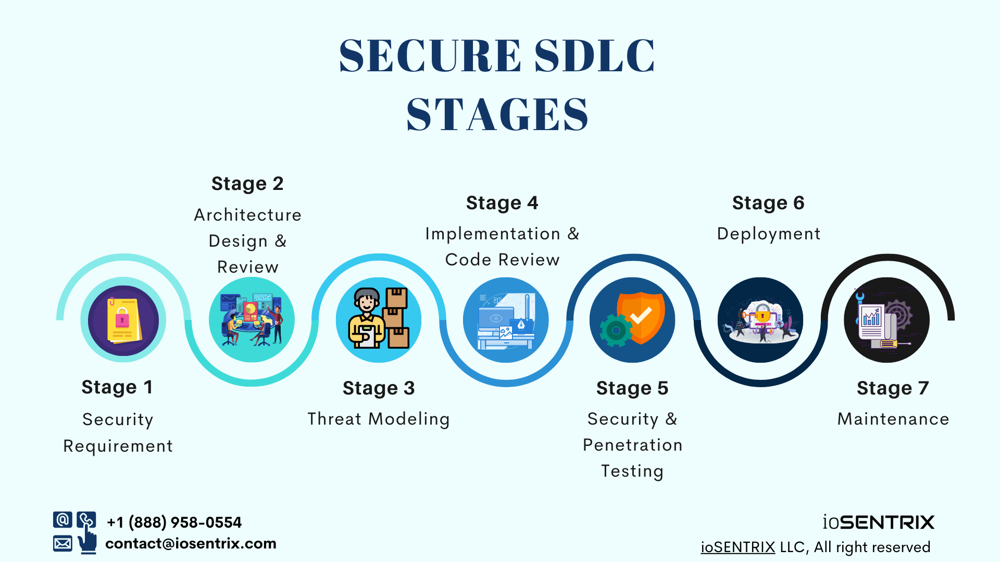 SECURE SDLC
STAGES
Stage 1
Security
Requirement
Stage 2
Architecture
Design &
Review
Stage 3
Threat Modeling
Stage 4
Implementation &
Code Review
Stage 5
Security &
Penetration
Testing
Stage 6
Deployment
Stage 7
Maintenance
+1 (888) 958-0554
contact@iosentrix.com
ioSENTRIX
ioSENTRIX LLC, All right reserved